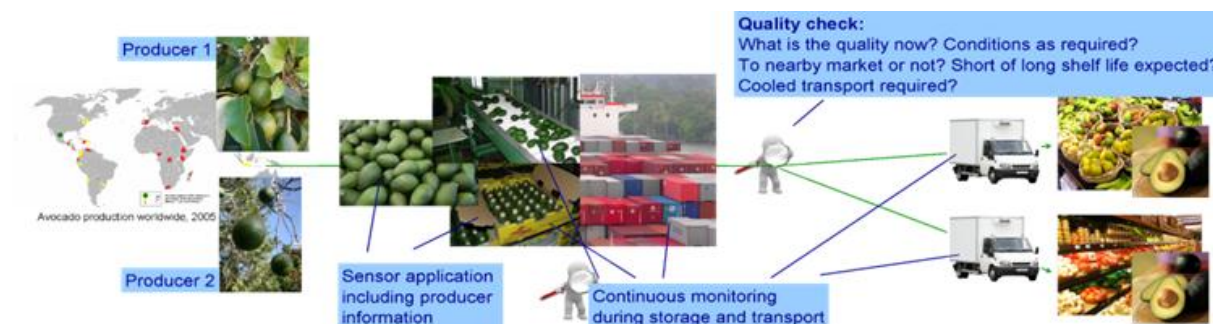 Producer 1
Avocado production worldwide, 2005
Producer 2
Sensor application
including producer
information
Continuous monitoring
during storage and transport
Quality check:
What is the quality now? Conditions as required?
To nearby market or not? Short of long shelf life expected?
Cooled transport required?